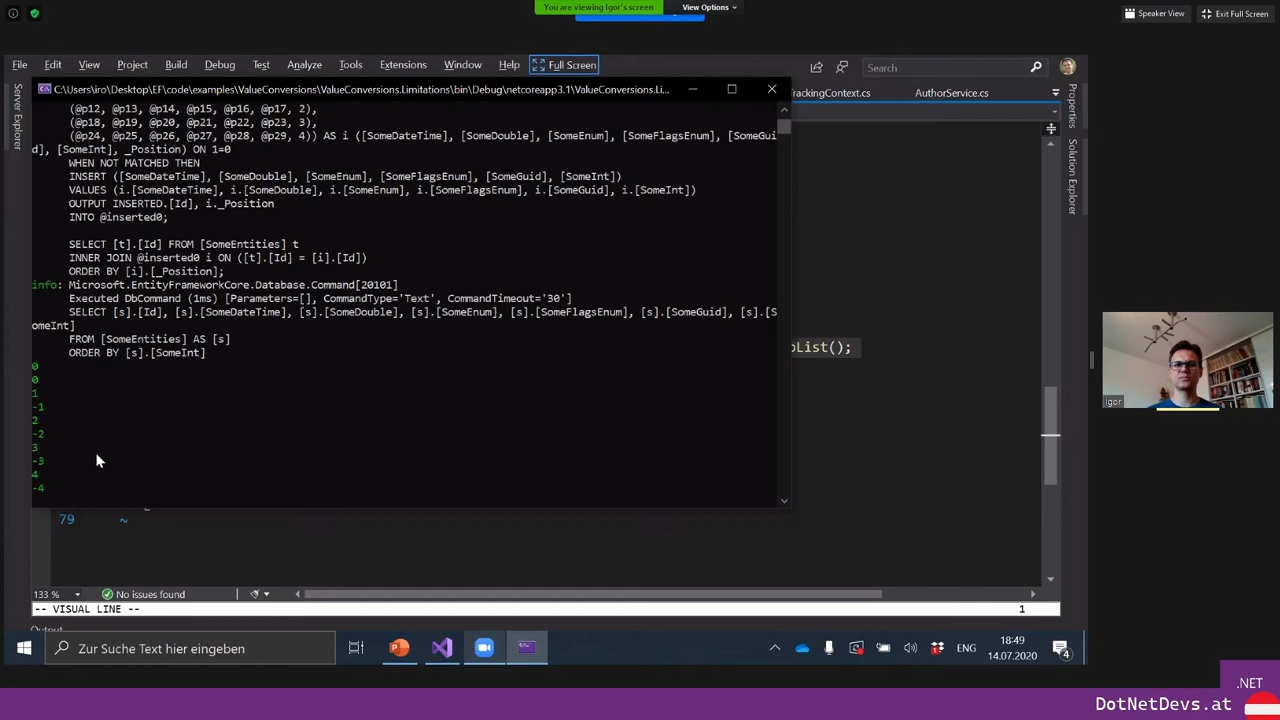 You are viewing Igor's screen
View Options
Speaker View
Exit Full Screen
File Edit View Project Build Debug Test Analyze Tools Extensions Window Help Full Screen
Search
C:\Users\iro\Desktop\EF\code\examples\ValueConversions\ValueConversions.Limitations\bin\Debug\netcoreapp3.1\ValueConversions.Li...
TrackingContext.cs
AuthorService.cs
Server Explorer
Properties
Solution Explorer
(@p12, @p13, @p14, @p15, @p16, @p17, 2),
(@p18, @p19, @p20, @p21, @p22, @p23, 3),
(@p24, @p25, @p26, @p27, @p28, @p29, 4)) AS i ([SomeDateTime], [SomeDouble], [SomeEnum], [SomeFlagsEnum], [SomeGui
d], [SomeInt], _Position) ON 1=0
WHEN NOT MATCHED THEN
INSERT ([SomeDateTime], [SomeDouble], [SomeEnum], [SomeFlagsEnum], [SomeGuid], [SomeInt])
VALUES (i.[SomeDateTime], i.[SomeDouble], i.[SomeEnum], i.[SomeFlagsEnum], i.[SomeGuid], i.[SomeInt])
OUTPUT INSERTED.[Id], i._Position
INTO @inserted0;
SELECT [t].[Id] FROM [SomeEntities] t
INNER JOIN @inserted0 i ON ([t].[Id] = [i].[Id])
ORDER BY [i].[_Position];
info: Microsoft.EntityFrameworkCore.Database.Command[20101]
Executed DbCommand (1ms) [Parameters=[], CommandType='Text', CommandTimeout='30']
SELECT [s].[Id], [s].[SomeDateTime], [s].[SomeDouble], [s].[SomeEnum], [s].[SomeFlagsEnum], [s].[SomeGuid], [s].[S
omeInt]
FROM [SomeEntities] AS [s]
ORDER BY [s].[SomeInt]
0
0
1
-1
2
-2
3
-3
4
-4
oList();
Igor
79 ~
133 %
No issues found
-- VISUAL LINE --
1
Output
Zur Suche Text hier eingeben
ENG
18:49
14.07.2020
4
.NET
DotNetDevs.at